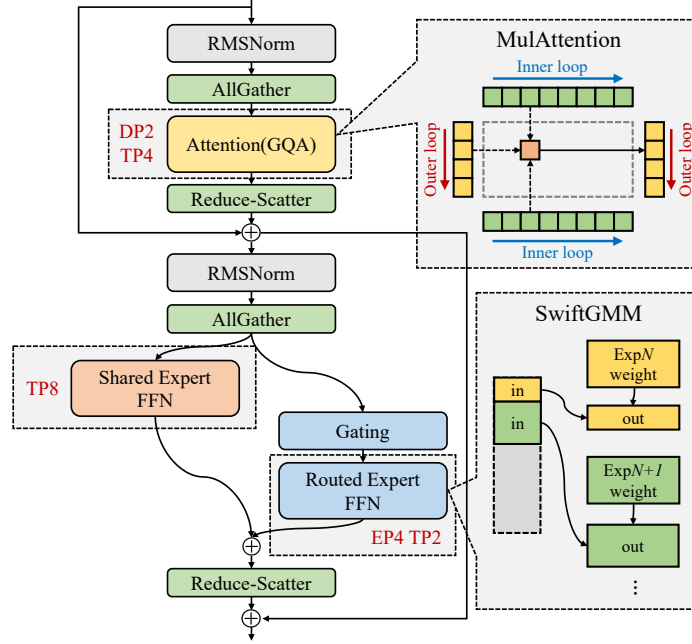 RMSNorm
AllGather
DP2
TP4
Attention(GQA)
Reduce-Scatter
RMSNorm
AllGather
TP8
Shared Expert
FFN
Gating
Routed Expert
FFN
EP4 TP2
Reduce-Scatter
MulAttention
Inner loop
Outer loop
Outer loop
Inner loop
SwiftGMM
in
in
ExpN
weight
out
ExpN+1
weight
out
...